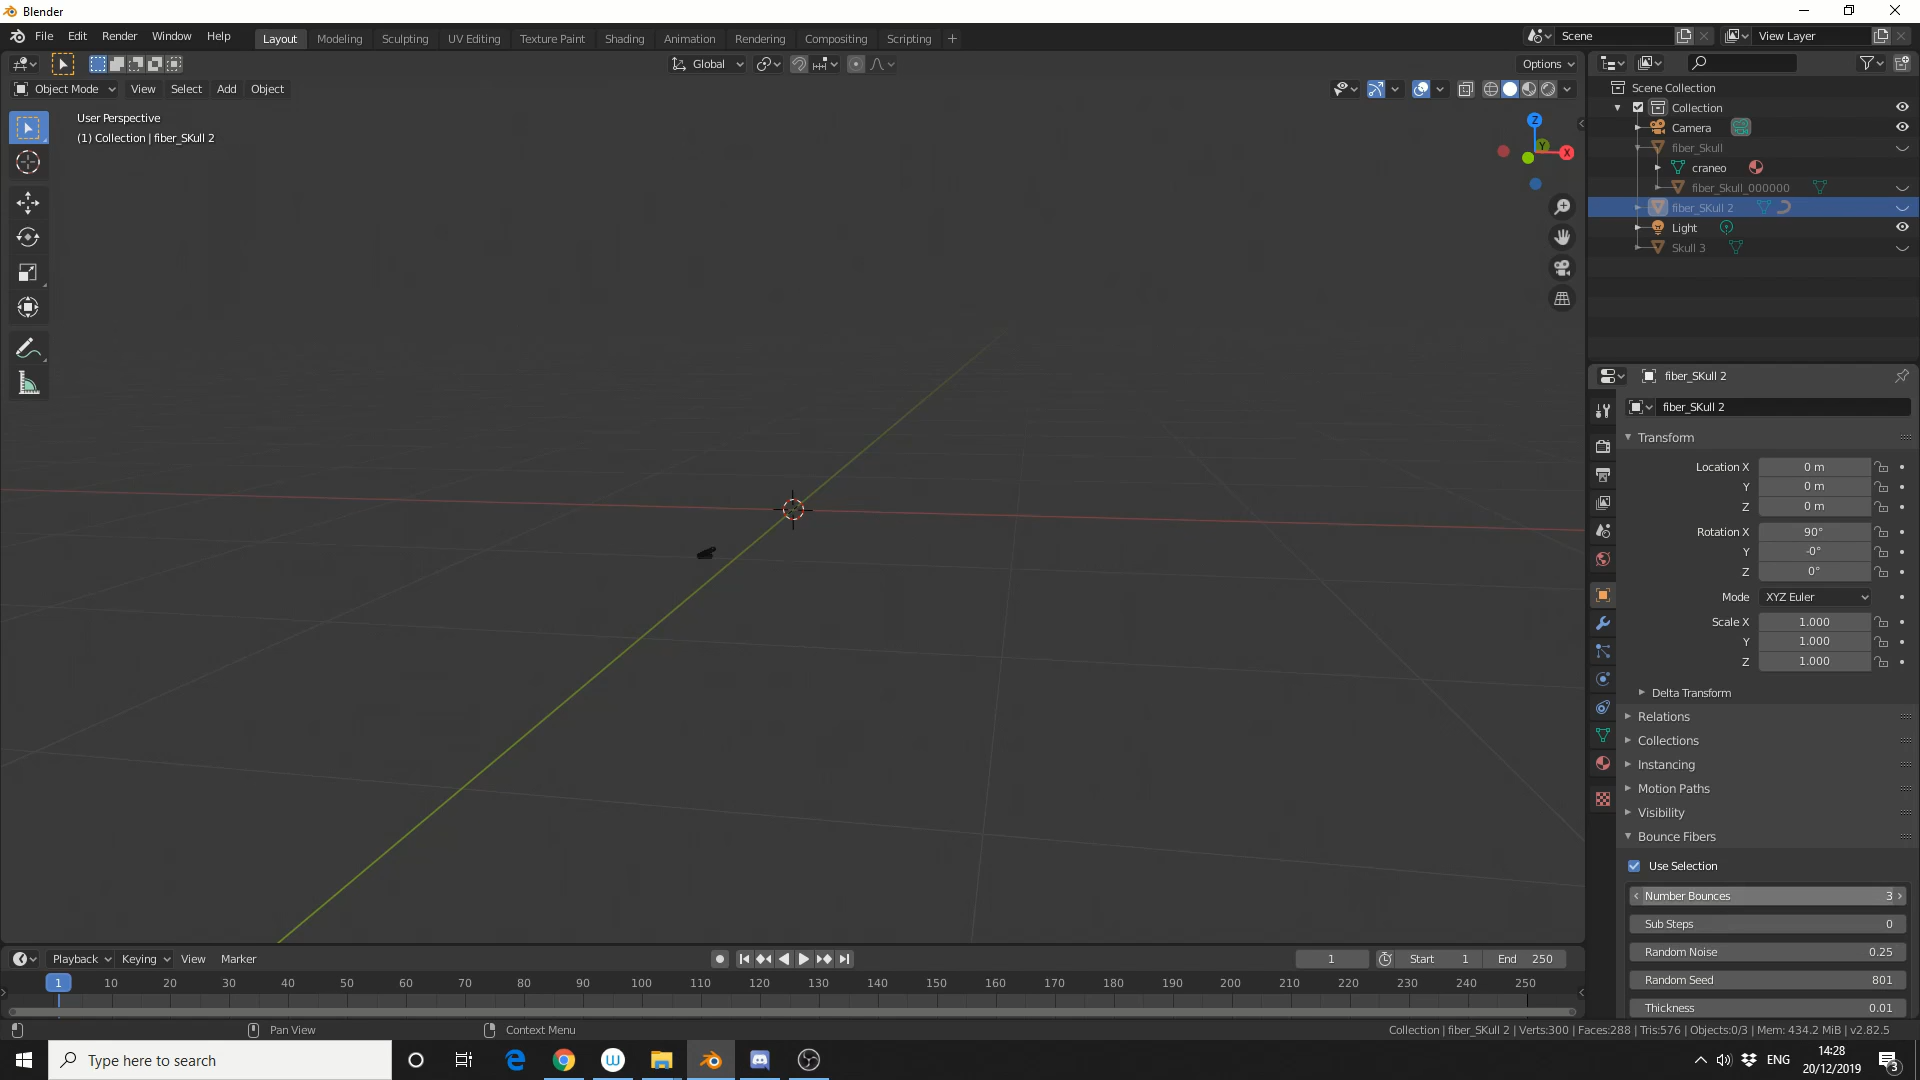 Blender
File Edit Render Window Help
Layout Modeling Sculpting UV Editing Texture Paint Shading Animation Rendering Compositing Scripting +
Scene
View Layer
Global
Options
Object Mode View Select Add Object
User Perspective
(1) Collection | fiber_SKull 2
Z
Y
X
Scene Collection
Collection
Camera
fiber_Skull
craneo
fiber_Skull_000000
fiber_SKull 2
Light
Skull 3
fiber_SKull 2
fiber_SKull 2
Transform
Location X 0 m
Y 0 m
Z 0 m
Rotation X 90°
Y -0°
Z 0°
Mode XYZ Euler
Scale X 1.000
Y 1.000
Z 1.000
Delta Transform
Relations
Collections
Instancing
Motion Paths
Visibility
Bounce Fibers
Use Selection
Number Bounces 3
Sub Steps 0
Random Noise 0.25
Random Seed 801
Thickness 0.01
Playback Keying View Marker
1 Start 1 End 250
1 10 20 30 40 50 60 70 80 90 100 110 120 130 140 150 160 170 180 190 200 210 220 230 240 250
Pan View
Context Menu
Collection | fiber_SKull 2 | Verts:300 | Faces:288 | Tris:576 | Objects:0/3 | Mem: 434.2 MiB | v2.82.5
Type here to search
ENG
14:28
20/12/2019
3